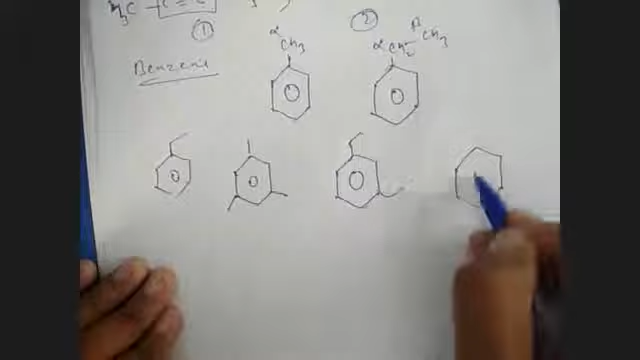 H₃C - C = C
① ②
α CH₃
α CH₂ β CH₃
Benzene